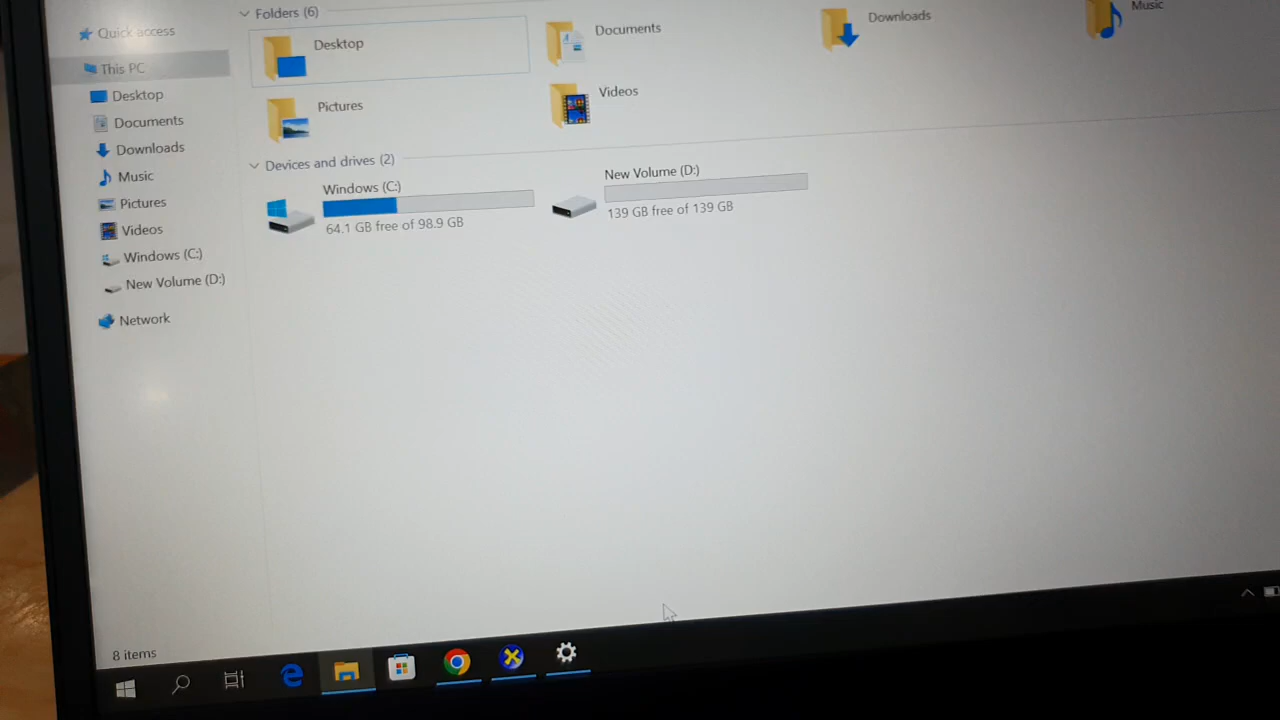 Quick access
This PC
Desktop
Documents
Downloads
Music
Pictures
Videos
Windows (C:)
New Volume (D:)
Network
Folders (6)
Desktop
Documents
Downloads
Music
Pictures
Videos
Devices and drives (2)
Windows (C:)
64.1 GB free of 98.9 GB
New Volume (D:)
139 GB free of 139 GB
8 items